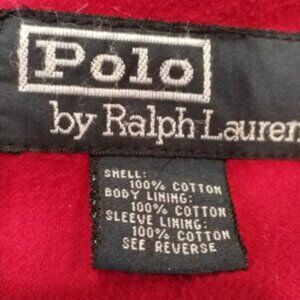 Polo
by Ralph Lauren
SHELL:
100% COTTON
BODY LINING:
100% COTTON
SLEEVE LINING:
100% COTTON
SEE REVERSE